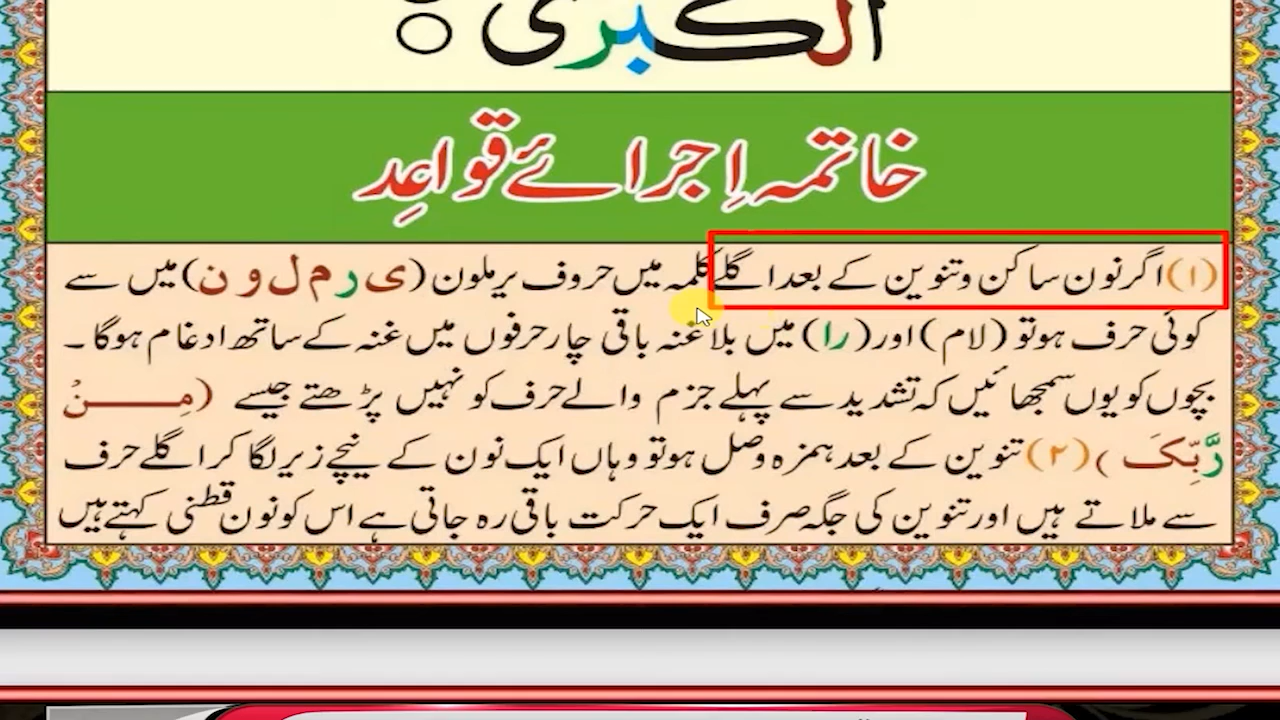 الکبریٰ ○
خاتمہ اِجرائے قواعِد
(۱) اگر نون ساکن و تنوین کے بعد اگلے کلمہ میں حروف یرملون (ی ر م ل و ن) میں سے
کوئی حرف ہو تو (لام) اور (را) میں بلا غنہ باقی چار حرفوں میں غنہ کے ساتھ ادغام ہوگا ۔
بچوں کو یوں سمجھائیں کہ تشدید سے پہلے جزم والے حرف کو نہیں پڑھتے جیسے (مِنْ
رَّبِّکَ) (۲) تنوین کے بعد ہمزہ وصل ہو تو وہاں ایک نون کے نیچے زیر لگا کر اگلے حرف
سے ملاتے ہیں اور تنوین کی جگہ صرف ایک حرکت باقی رہ جاتی ہے اس کو نون قطنی کہتے ہیں